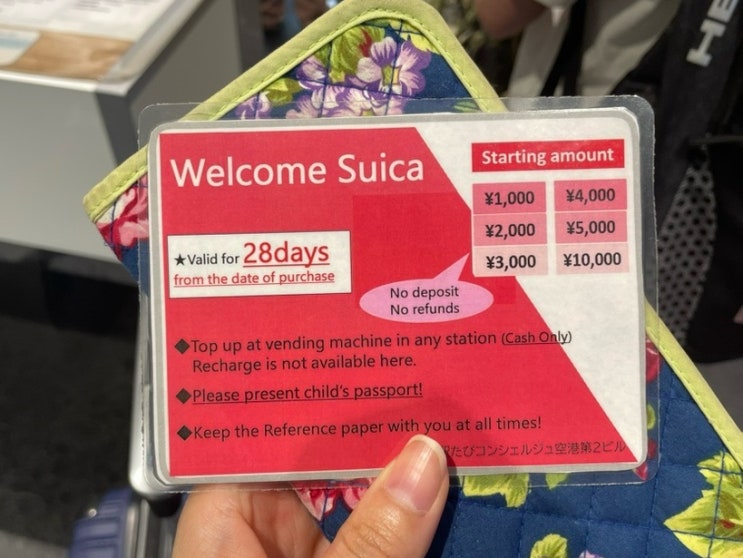 Welcome Suica
Starting amount
¥1,000 ¥4,000
¥2,000 ¥5,000
¥3,000 ¥10,000
★Valid for 28days
from the date of purchase
No deposit
No refunds
◆Top up at vending machine in any station (Cash Only)
Recharge is not available here.
◆Please present child's passport!
◆Keep the Reference paper with you at all times!
たびコンシェルジュ空港第2ビル